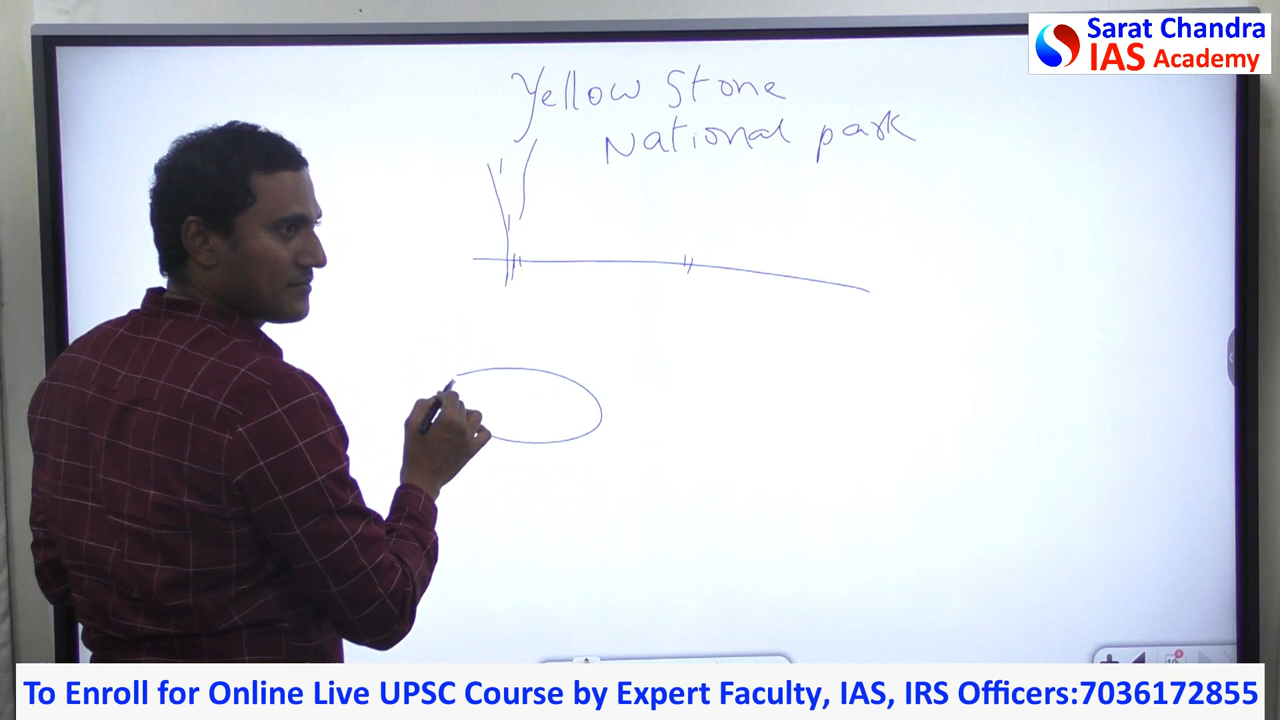 Sarat Chandra
IAS Academy
Yellow Stone
National park
To Enroll for Online Live UPSC Course by Expert Faculty, IAS, IRS Officers:7036172855